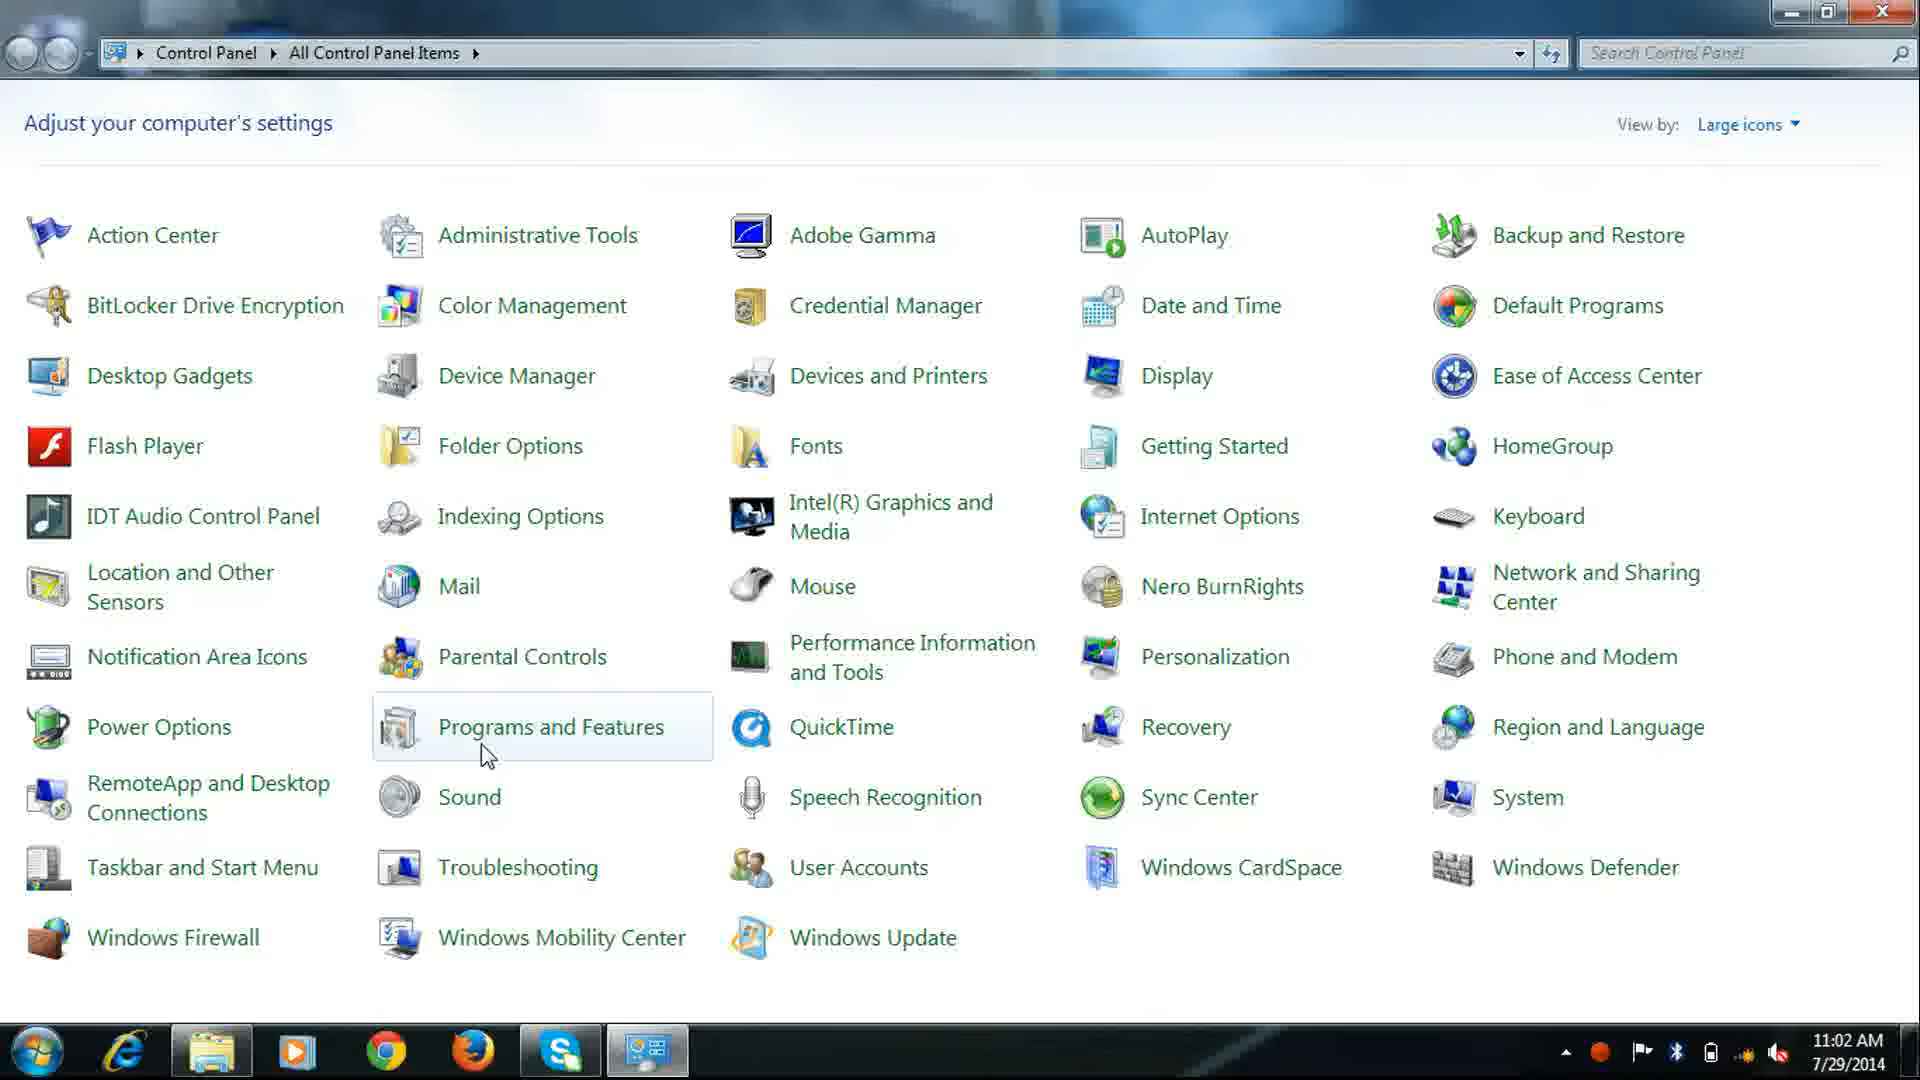 Control Panel
All Control Panel Items
Search Control Panel
Adjust your computer's settings
View by: Large icons
Action Center
Administrative Tools
Adobe Gamma
AutoPlay
Backup and Restore
BitLocker Drive Encryption
Color Management
Credential Manager
Date and Time
Default Programs
Desktop Gadgets
Device Manager
Devices and Printers
Display
Ease of Access Center
Flash Player
Folder Options
Fonts
Getting Started
HomeGroup
IDT Audio Control Panel
Indexing Options
Intel(R) Graphics and
Media
Internet Options
Keyboard
Location and Other
Sensors
Mail
Mouse
Nero BurnRights
Network and Sharing
Center
Notification Area Icons
Parental Controls
Performance Information
and Tools
Personalization
Phone and Modem
Power Options
Programs and Features
QuickTime
Recovery
Region and Language
RemoteApp and Desktop
Connections
Sound
Speech Recognition
Sync Center
System
Taskbar and Start Menu
Troubleshooting
User Accounts
Windows CardSpace
Windows Defender
Windows Firewall
Windows Mobility Center
Windows Update
11:02 AM
7/29/2014